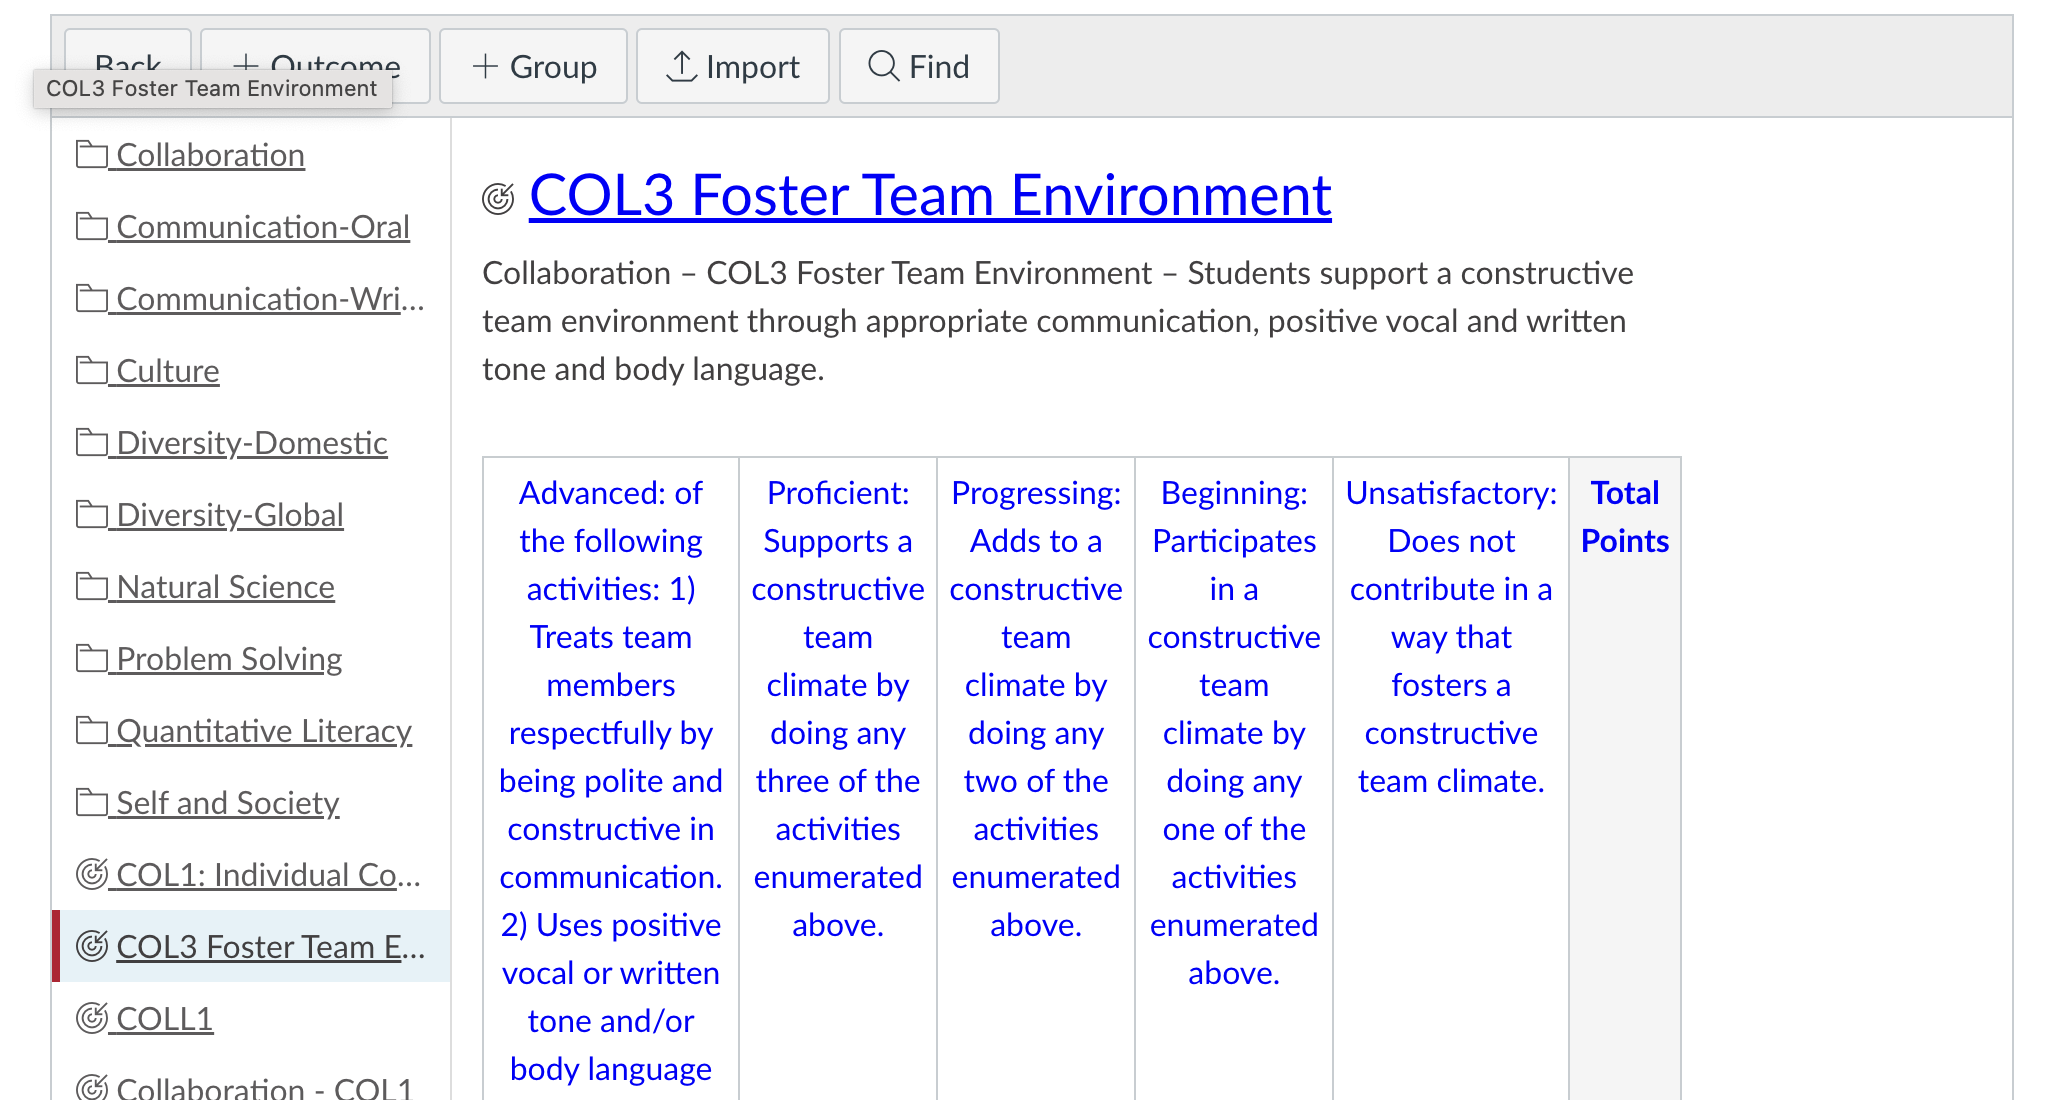 Back
+ Outcome
+ Group
Import
Find
COL3 Foster Team Environment
Collaboration
Communication-Oral
Communication-Wri...
Culture
Diversity-Domestic
Diversity-Global
Natural Science
Problem Solving
Quantitative Literacy
Self and Society
COL1: Individual Co...
COL3 Foster Team E...
COLL1
Collaboration - COL1
COL3 Foster Team Environment
Collaboration – COL3 Foster Team Environment – Students support a constructive
team environment through appropriate communication, positive vocal and written
tone and body language.
Advanced: of
the following
activities: 1)
Treats team
members
respectfully by
being polite and
constructive in
communication.
2) Uses positive
vocal or written
tone and/or
body language
Proficient:
Supports a
constructive
team
climate by
doing any
three of the
activities
enumerated
above.
Progressing:
Adds to a
constructive
team
climate by
doing any
two of the
activities
enumerated
above.
Beginning:
Participates
in a
constructive
team
climate by
doing any
one of the
activities
enumerated
above.
Unsatisfactory:
Does not
contribute in a
way that
fosters a
constructive
team climate.
Total
Points